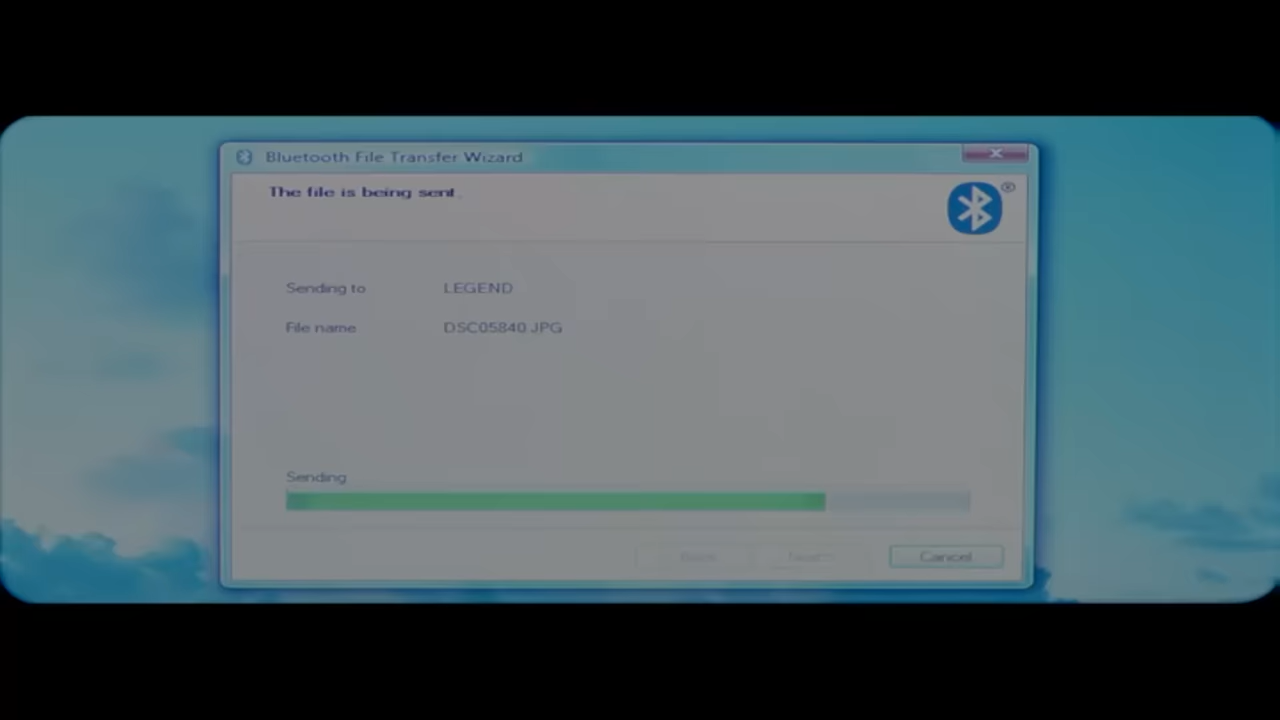 Bluetooth File Transfer Wizard
The file is being sent.
®
Sending to LEGEND
File name DSC05840.JPG
Sending
Cancel